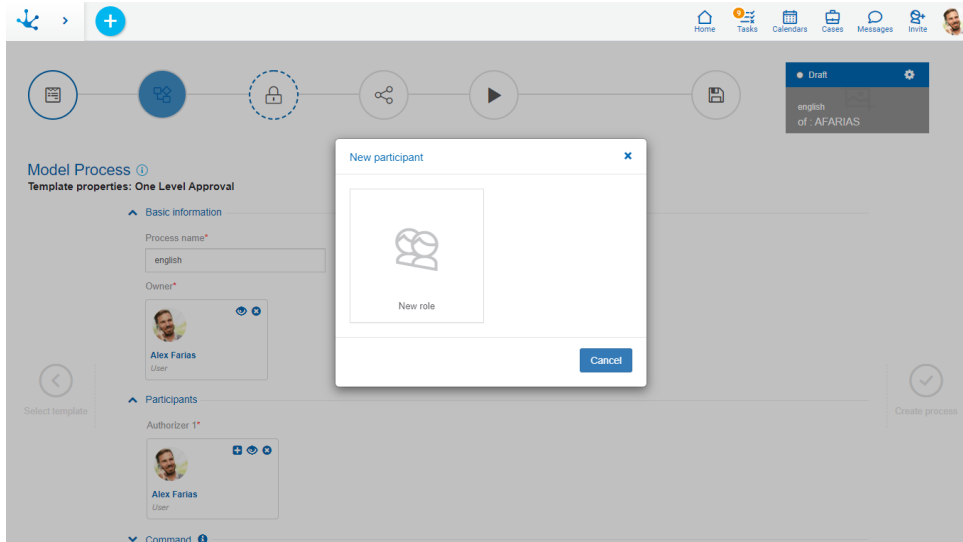 9
Home
Tasks
Calendars
Cases
Messages
Invite
Draft
english
of : AFARIAS
Model Process
Template properties: One Level Approval
Basic information
Process name*
english
Owner*
Alex Farias
User
New participant
New role
Cancel
Select template
Create process
Participants
Authorizer 1*
Alex Farias
User
Command